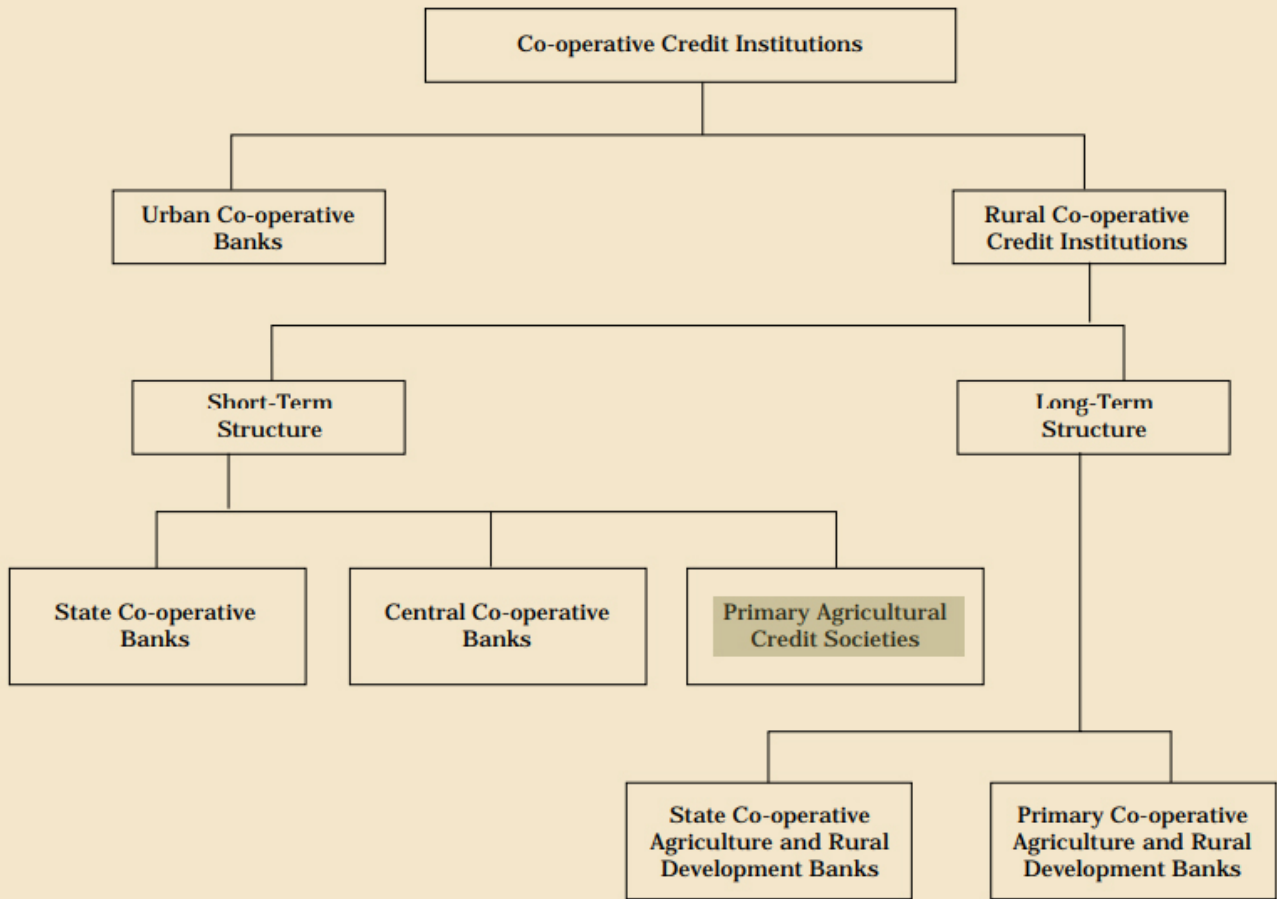 Co-operative Credit Institutions
Urban Co-operative
Banks
Rural Co-operative
Credit Institutions
Short-Term
Structure
Long-Term
Structure
State Co-operative
Banks
Central Co-operative
Banks
Primary Agricultural
Credit Societies
State Co-operative
Agriculture and Rural
Development Banks
Primary Co-operative
Agriculture and Rural
Development Banks